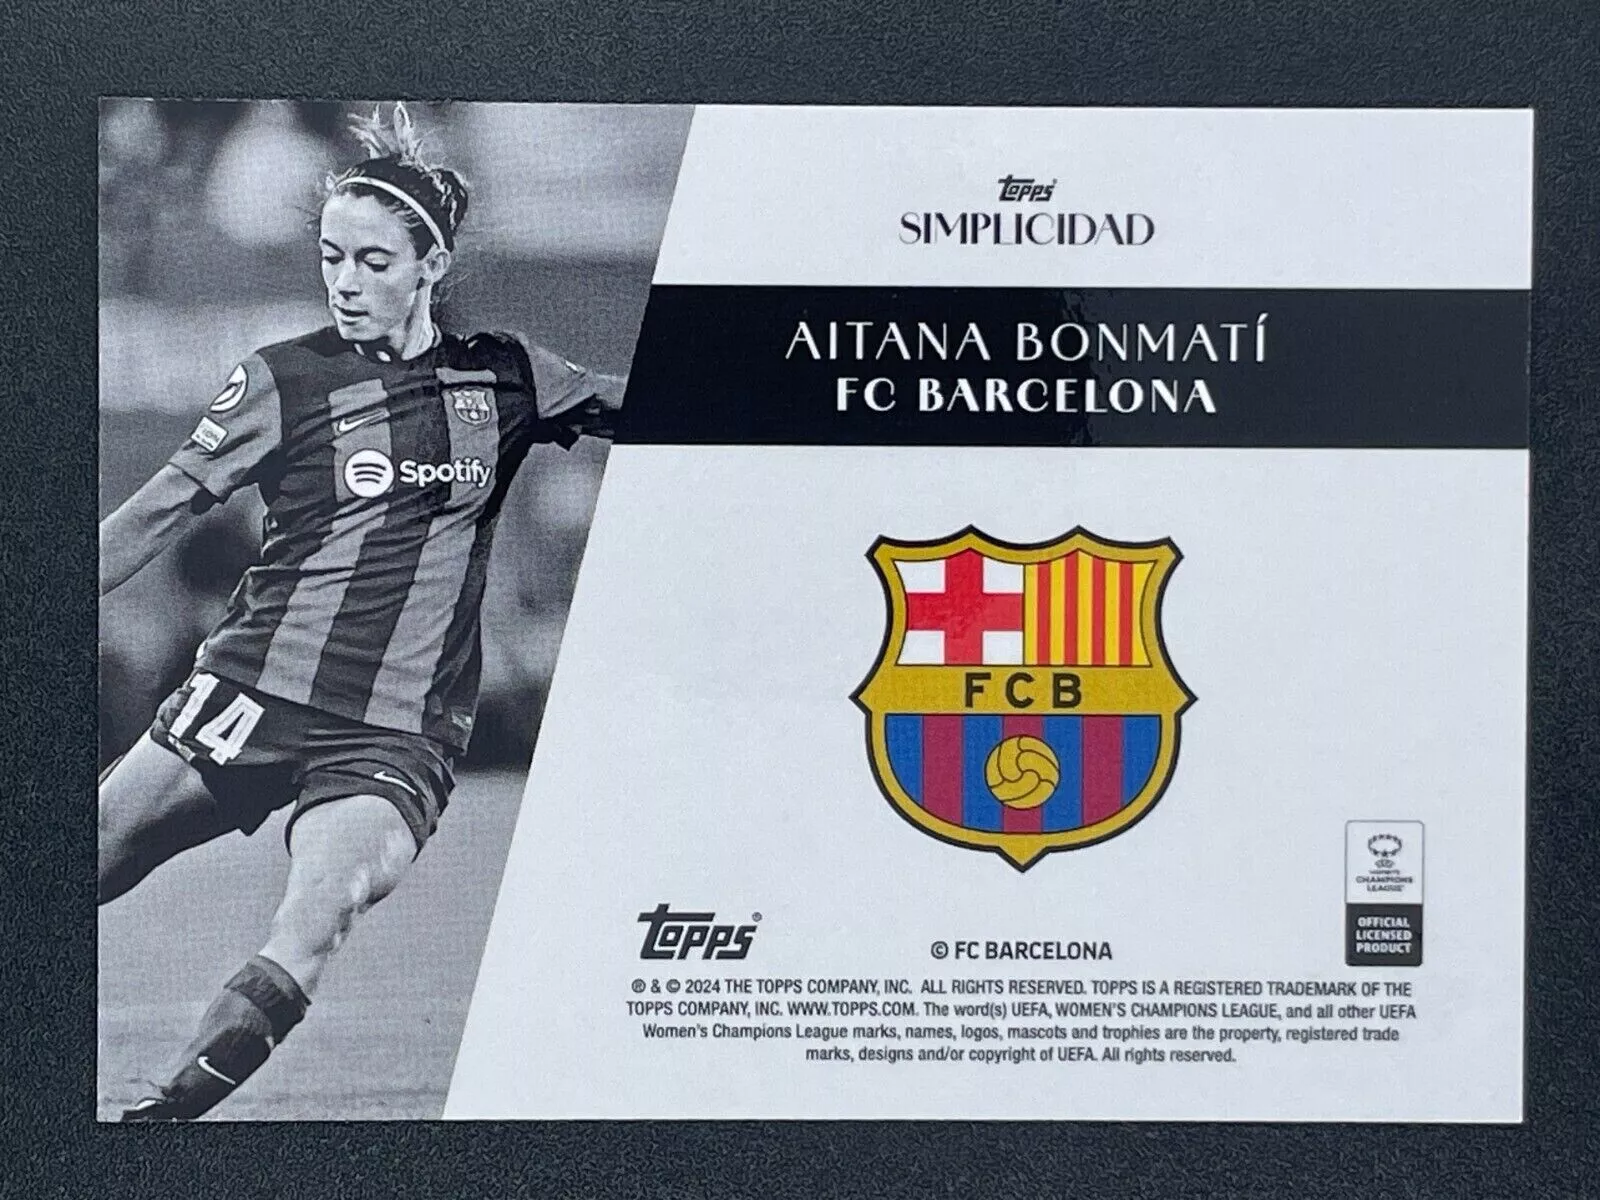 topps
SIMPLICIDAD
AITANA BONMATÍ
FC BARCELONA
Spotify
14
FCB
WOMEN'S
CHAMPIONS
LEAGUE
OFFICIAL
LICENSED
PRODUCT
topps®
© FC BARCELONA
® & © 2024 THE TOPPS COMPANY, INC. ALL RIGHTS RESERVED. TOPPS IS A REGISTERED TRADEMARK OF THE
TOPPS COMPANY, INC. WWW.TOPPS.COM. The word(s) UEFA, WOMEN'S CHAMPIONS LEAGUE, and all other UEFA
Women's Champions League marks, names, logos, mascots and trophies are the property, registered trade
marks, designs and/or copyright of UEFA. All rights reserved.